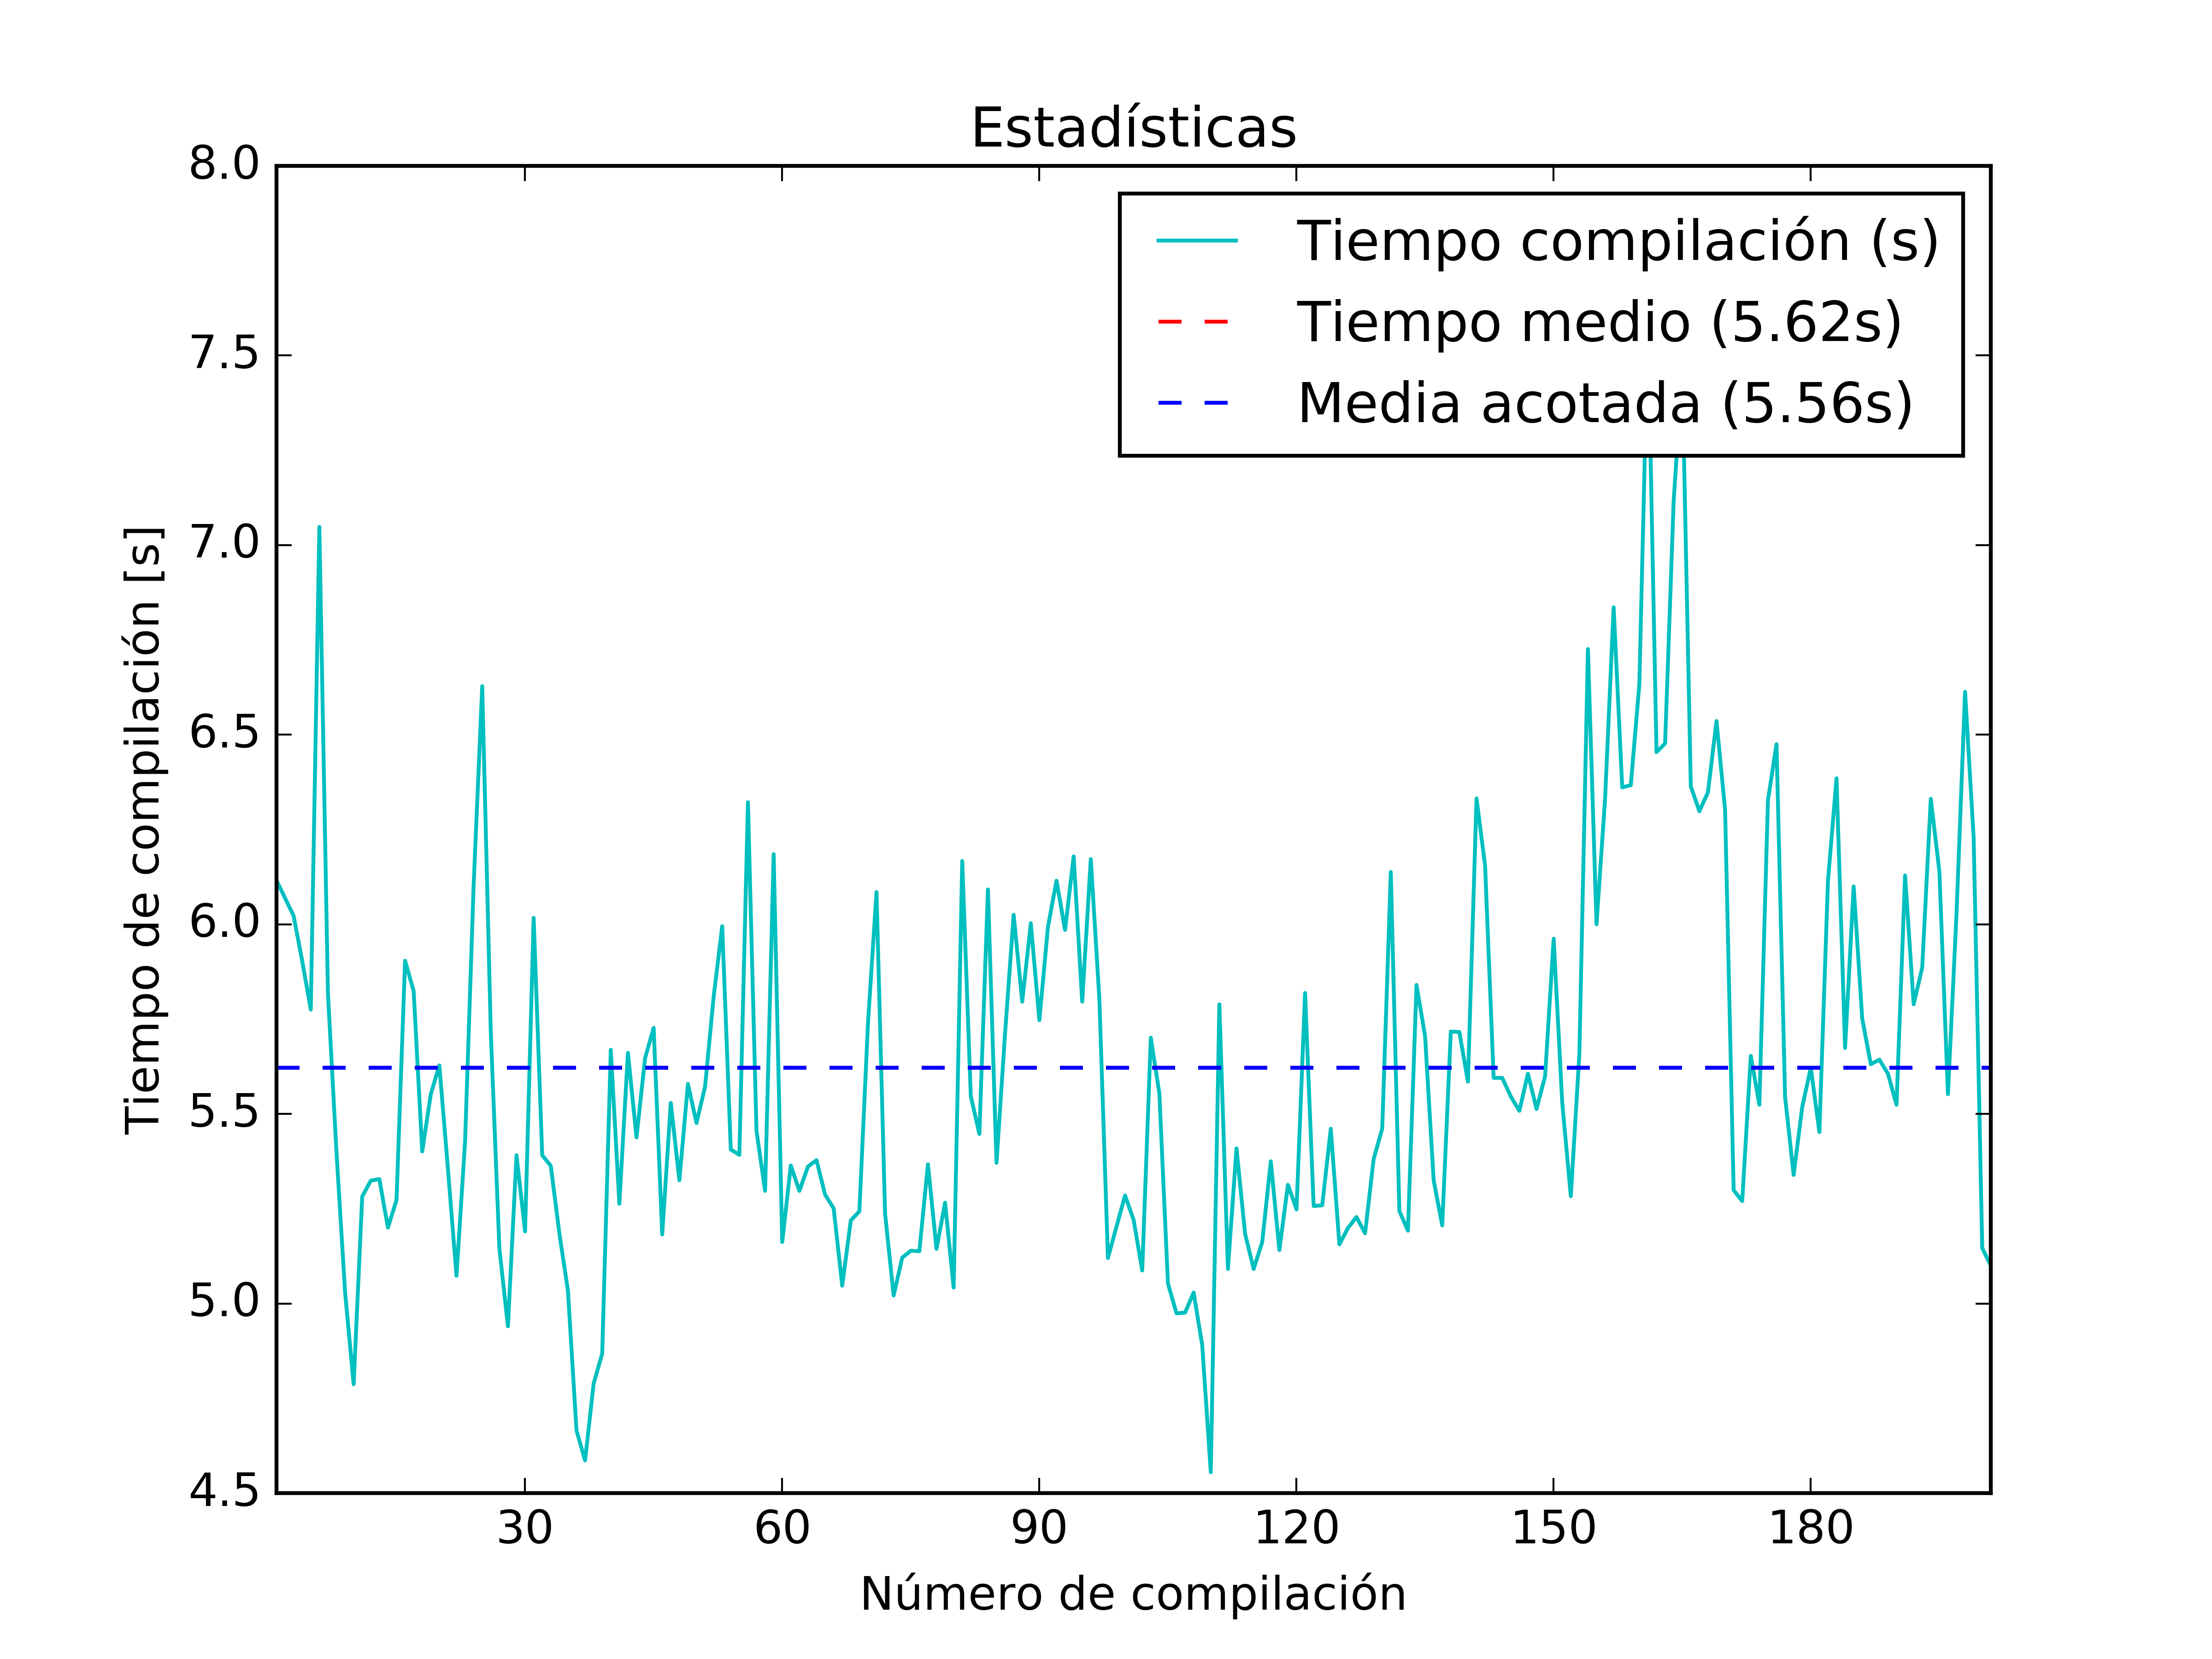 Estadísticas
8.0
7.5
7.0
6.5
6.0
5.5
5.0
4.5
Tiempo de compilación [s]
Tiempo compilación (s)
Tiempo medio (5.62s)
Media acotada (5.56s)
30 60 90 120 150 180
Número de compilación